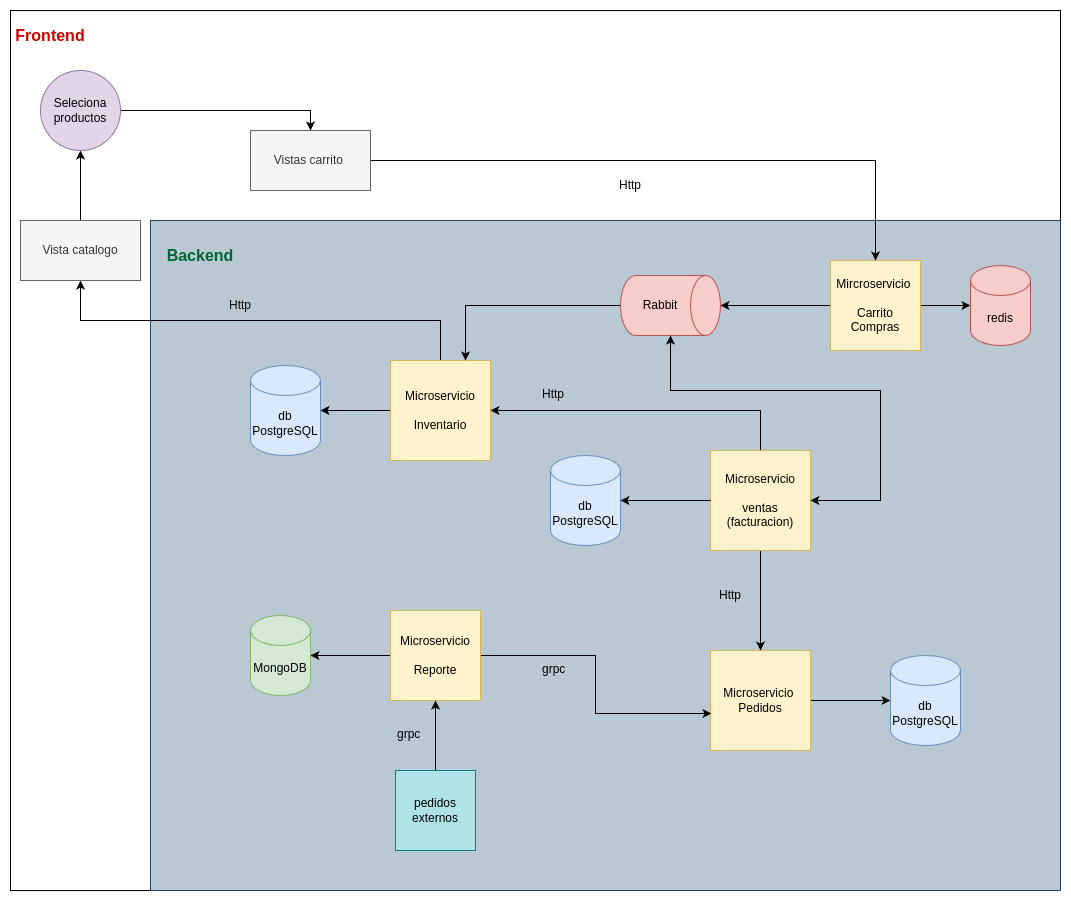 Frontend
Seleciona
productos
Vistas carrito
Http
Vista catalogo
Backend
Http
Rabbit
Mircroservicio
Carrito
Compras
redis
Microservicio
Inventario
Http
db
PostgreSQL
Microservicio
ventas
(facturacion)
db
PostgreSQL
Http
Microservicio
Reporte
MongoDB
grpc
Microservicio
Pedidos
db
PostgreSQL
grpc
pedidos
externos